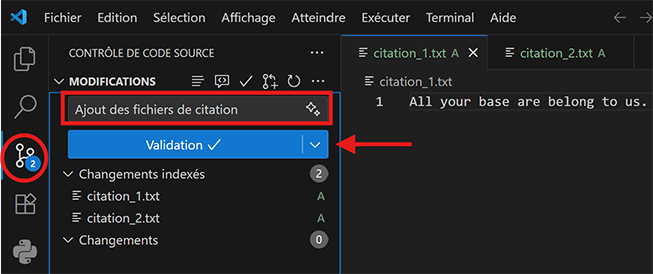 Fichier Edition Sélection Affichage Atteindre Exécuter Terminal Aide
CONTRÔLE DE CODE SOURCE
MODIFICATIONS
Ajout des fichiers de citation
Validation
Changements indexés 2
citation_1.txt A
citation_2.txt A
Changements 0
2
citation_1.txt A
citation_2.txt A
citation_1.txt
1 All your base are belong to us.